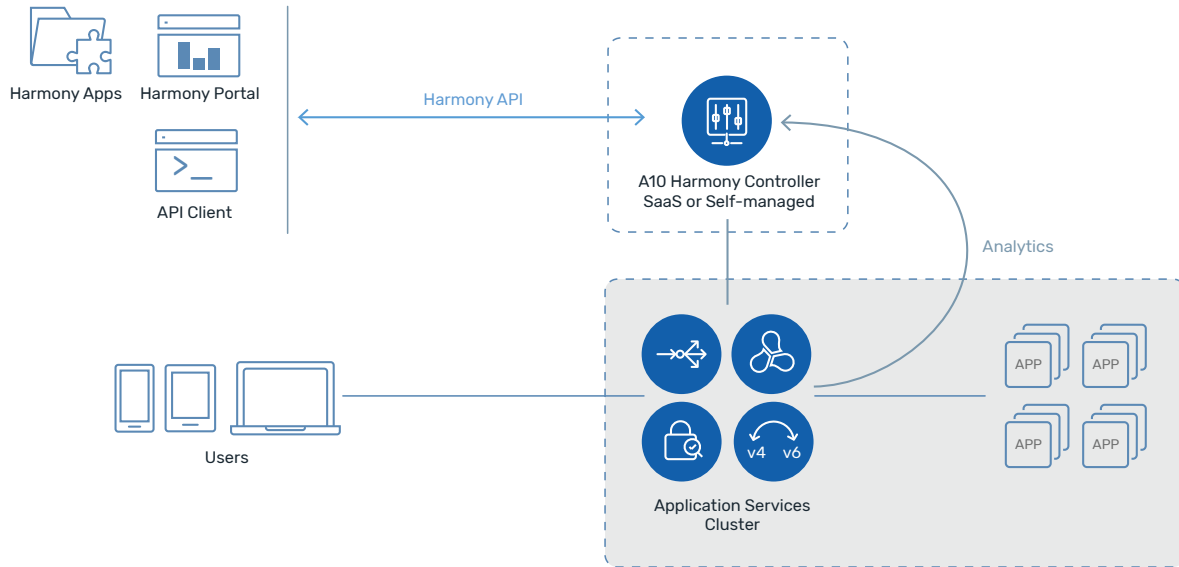 Harmony Apps
Harmony Portal
API Client
Harmony API
A10 Harmony Controller
SaaS or Self-managed
Analytics
Users
v4 v6
Application Services
Cluster
APP
APP
APP
APP